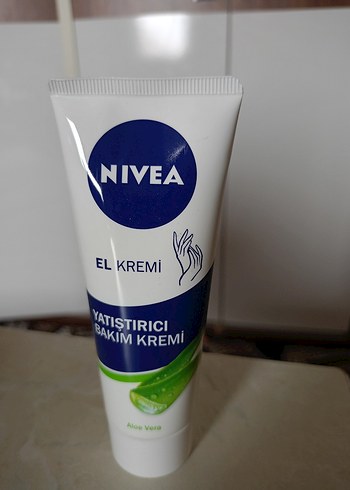 NIVEA
EL KREMİ
YATIŞTIRICI
BAKIM KREMİ
Aloe Vera